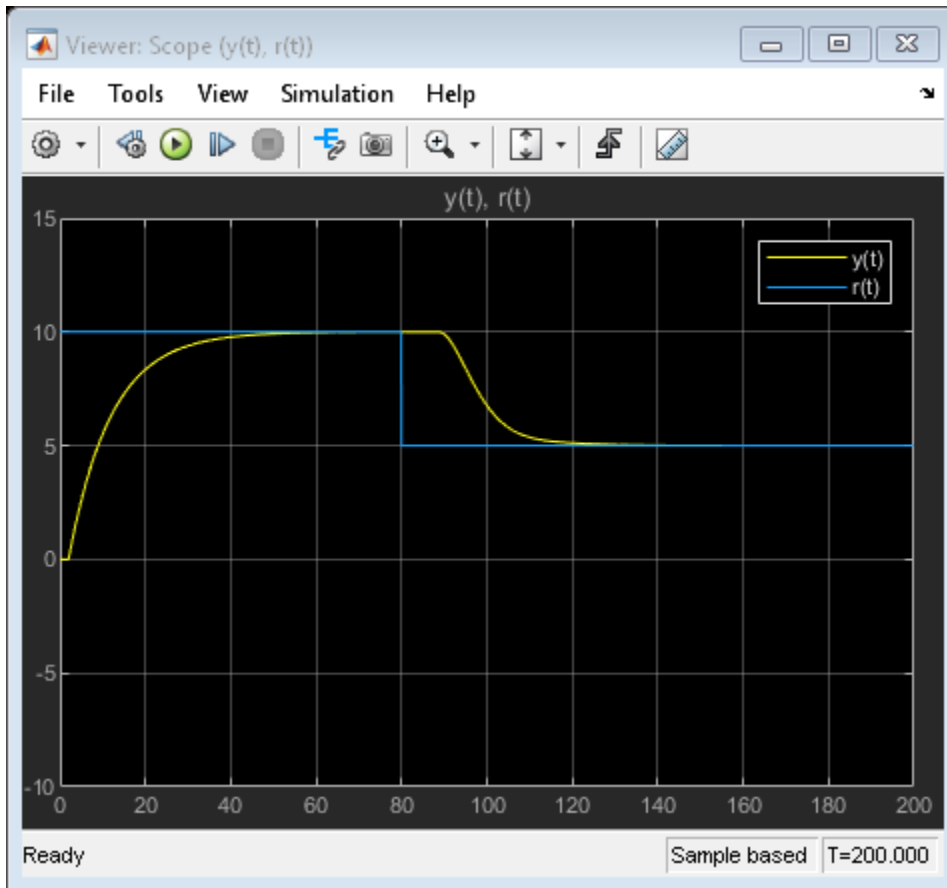 Viewer: Scope (y(t), r(t))
File Tools View Simulation Help
y(t), r(t)
15
10
5
0
-5
-10
y(t)
r(t)
0 20 40 60 80 100 120 140 160 180 200
Ready Sample based T=200.000